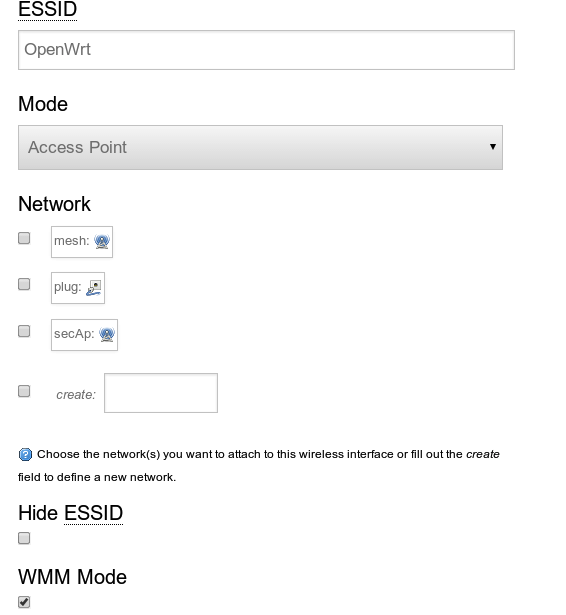 ESSID
OpenWrt
Mode
Access Point
Network
mesh:
plug:
secAp:
create:
Choose the network(s) you want to attach to this wireless interface or fill out the create
field to define a new network.
Hide ESSID
WMM Mode